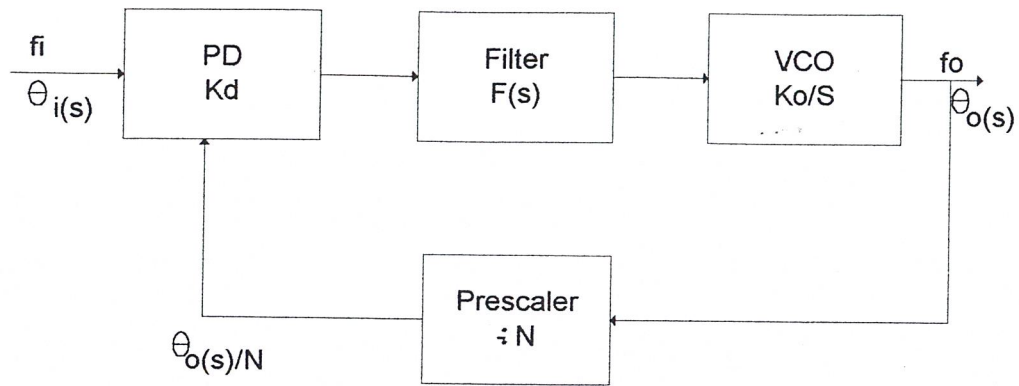 fi
θi(s)
PD
Kd
Filter
F(s)
VCO
Ko/S
fo
θo(s)
Prescaler
÷ N
θo(s)/N